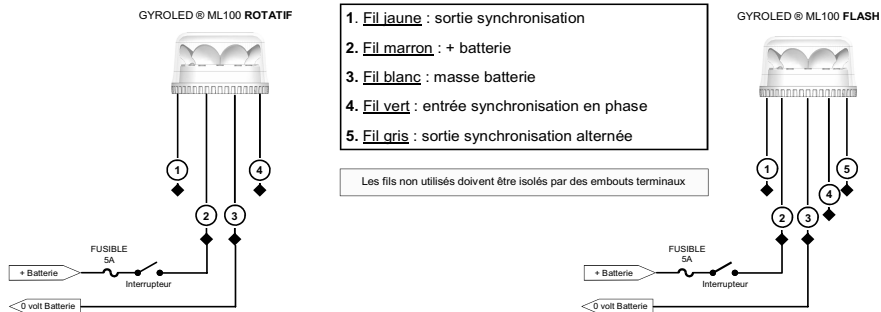 GYROLED ® ML100 ROTATIF
1
4
2
3
FUSIBLE
5A
+ Batterie
Interrupteur
0 volt Batterie
1. Fil jaune : sortie synchronisation
2. Fil marron : + batterie
3. Fil blanc : masse batterie
4. Fil vert : entrée synchronisation en phase
5. Fil gris : sortie synchronisation alternée
Les fils non utilisés doivent être isolés par des embouts terminaux
GYROLED ® ML100 FLASH
1
5
4
2
3
FUSIBLE
5A
+ Batterie
Interrupteur
0 volt Batterie